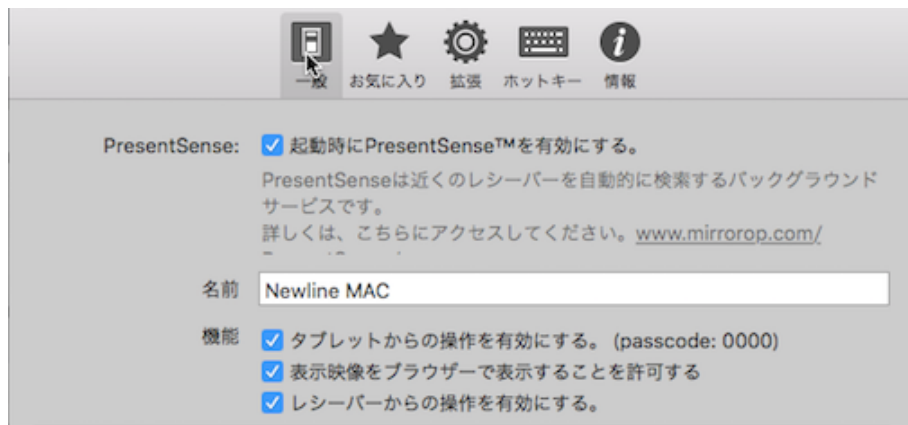 一般 お気に入り 拡張 ホットキー 情報
PresentSense: 起動時にPresentSense™を有効にする。
PresentSenseは近くのレシーバーを自動的に検索するバックグラウンド
サービスです。
詳しくは、こちらにアクセスしてください。www.mirrorop.com/
名前 Newline MAC
機能 タブレットからの操作を有効にする。 (passcode: 0000)
表示映像をブラウザーで表示することを許可する
レシーバーからの操作を有効にする。